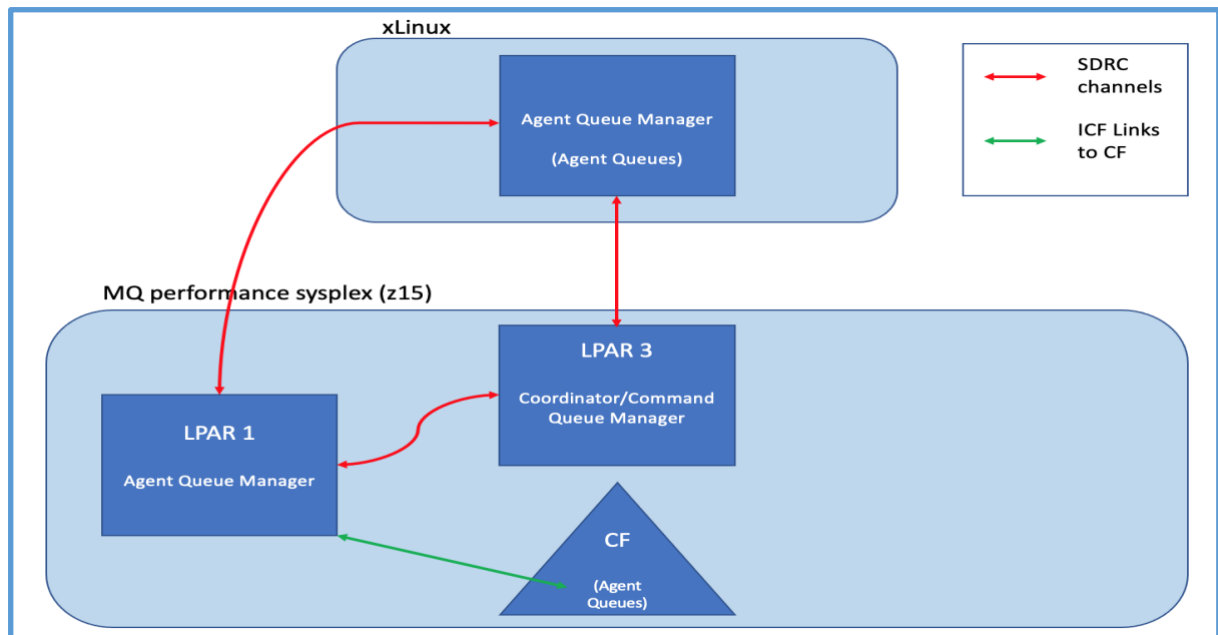 xLinux
Agent Queue Manager
(Agent Queues)
SDRC
channels
ICF Links
to CF
MQ performance sysplex (z15)
LPAR 3
Coordinator/Command
Queue Manager
LPAR 1
Agent Queue Manager
CF
(Agent
Queues)